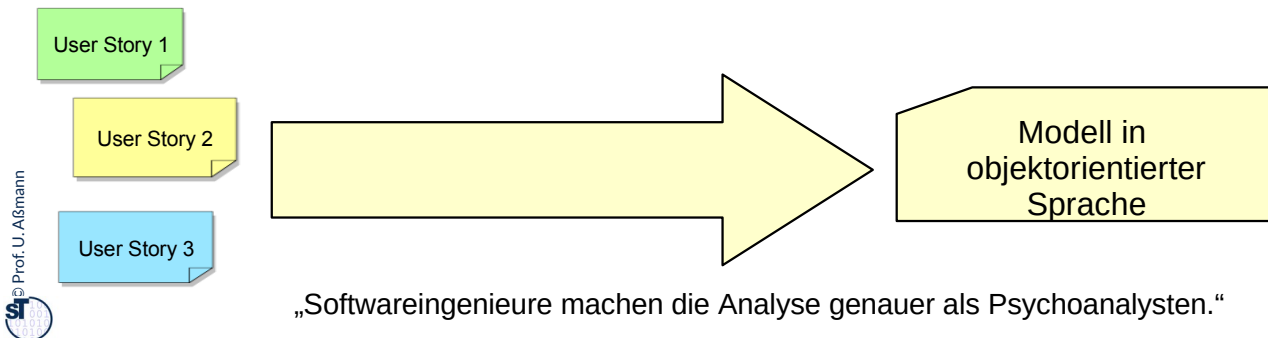 User Story 1
User Story 2
User Story 3
Modell in
objektorientierter
Sprache
„Softwareingenieure machen die Analyse genauer als Psychoanalysten.“
© Prof. U. Aßmann
ST